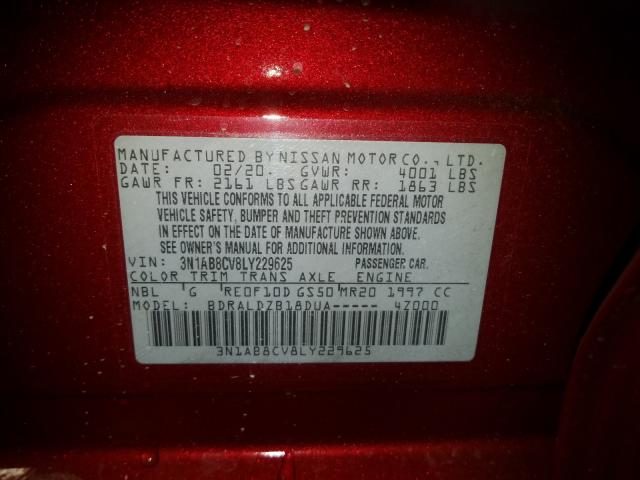 MANUFACTURED BY NISSAN MOTOR CO., LTD.
DATE: 02/20. GVWR: 4001 LBS
GAWR FR: 2161 LBS GAWR RR: 1863 LBS
THIS VEHICLE CONFORMS TO ALL APPLICABLE FEDERAL MOTOR
VEHICLE SAFETY, BUMPER AND THEFT PREVENTION STANDARDS
IN EFFECT ON THE DATE OF MANUFACTURE SHOWN ABOVE.
SEE OWNER'S MANUAL FOR ADDITIONAL INFORMATION.
VIN: 3N1AB8CV8LY229625 PASSENGER CAR.
COLOR TRIM TRANS AXLE ENGINE
NBL G RE0F10D GS50 MR20 1997 CC
MODEL: BDRALDZB18DUA----- 4Z000
3N1AB8CV8LY229625